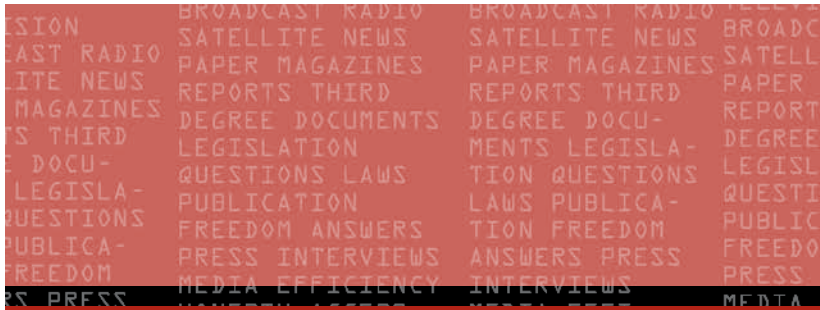 ISION
CAST RADIO
LITE NEWS
MAGAZINES
TS THIRD
E DOCU-
LEGISLA-
QUESTIONS
PUBLICA-
FREEDOM
RS PRESS
BROADCAST RADIO
SATELLITE NEWS
PAPER MAGAZINES
REPORTS THIRD
DEGREE DOCUMENTS
LEGISLATION
QUESTIONS LAWS
PUBLICATION
FREEDOM ANSWERS
PRESS INTERVIEWS
MEDIA EFFICIENCY
BROADCAST RADIO
SATELLITE NEWS
PAPER MAGAZINES
REPORTS THIRD
DEGREE DOCU-
MENTS LEGISLA-
TION QUESTIONS
LAWS PUBLICA-
TION FREEDOM
ANSWERS PRESS
INTERVIEWS
BROADC
SATELL
PAPER
REPORT
DEGREE
LEGISL
QUESTI
PUBLIC
FREEDO
PRESS
MEDIA